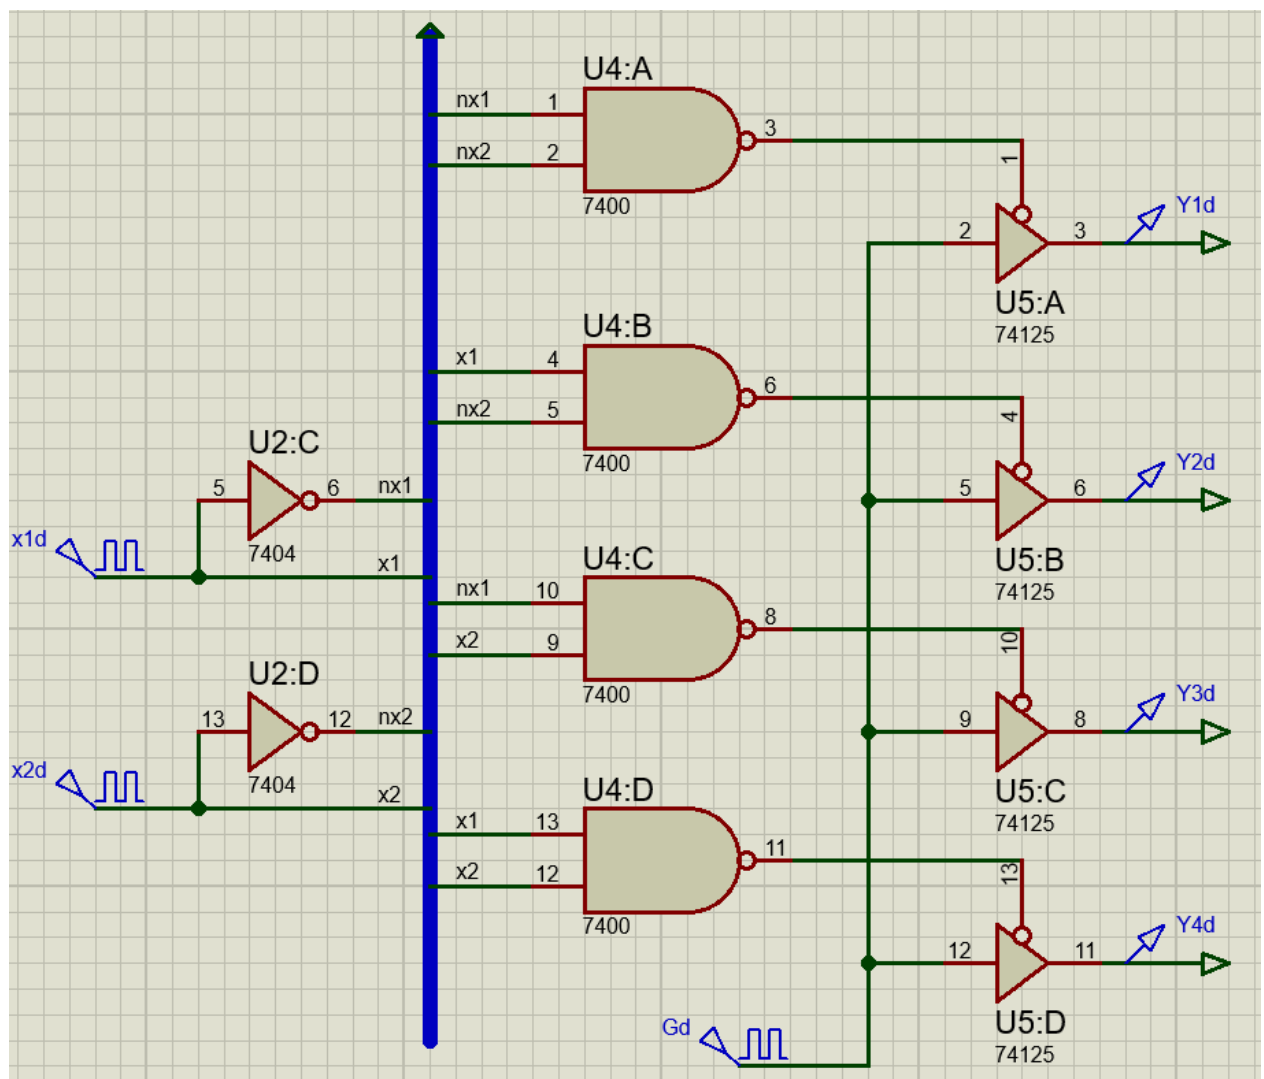 U4:A
nx1 1
nx2 2
3
7400
1
2
3
Y1d
U5:A
74125
U4:B
x1 4
nx2 5
6
7400
4
5
6
Y2d
U5:B
74125
U2:C
5
6
nx1
7404
x1d
x1
U4:C
nx1 10
x2 9
8
7400
10
9
8
Y3d
U5:C
74125
U2:D
13
12
nx2
7404
x2d
x2
U4:D
x1 13
x2 12
11
7400
13
12
11
Y4d
U5:D
74125
Gd